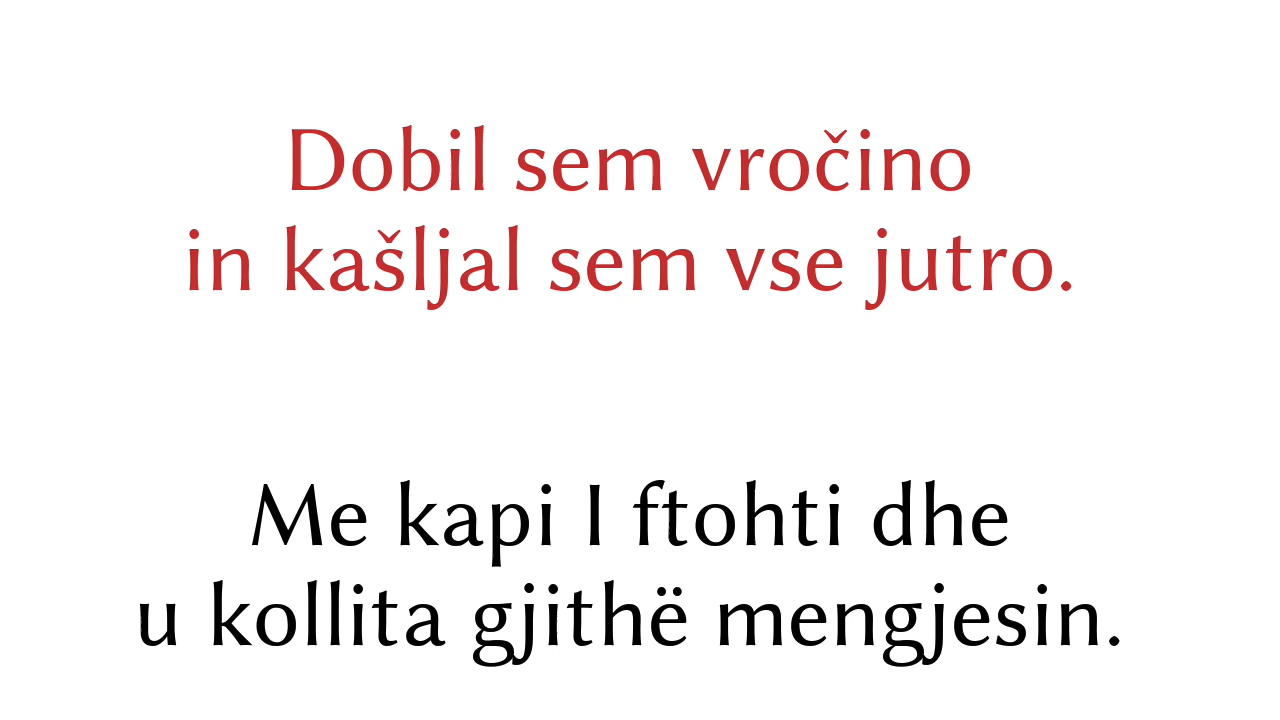 Dobil sem vročino
in kašljal sem vse jutro.
Me kapi I ftohti dhe
u kollita gjithë mengjesin.